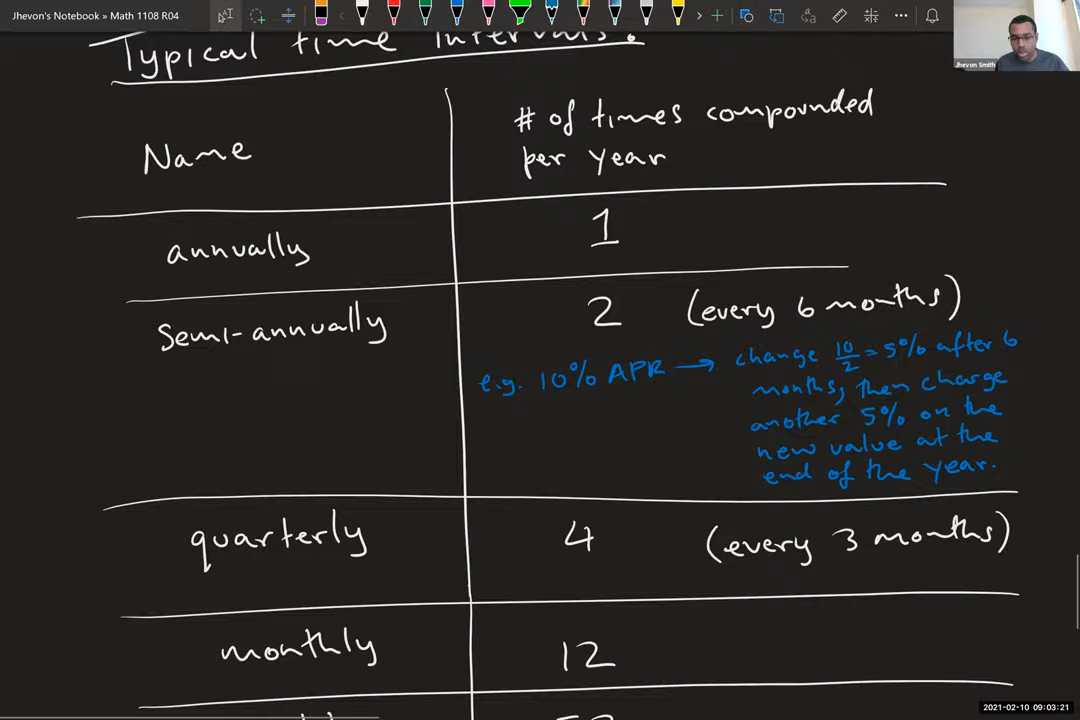 Jhevon's Notebook » Math 1108 R04
Jhevon Smith
Typical time intervals:
Name
# of times compounded
per year
annually
1
semi-annually
2 (every 6 months)
e.g. 10% APR → change 10/2 = 5% after 6
months, then charge
another 5% on the
new value at the
end of the year.
quarterly
4 (every 3 months)
monthly
12
2021-02-10 09:03:21